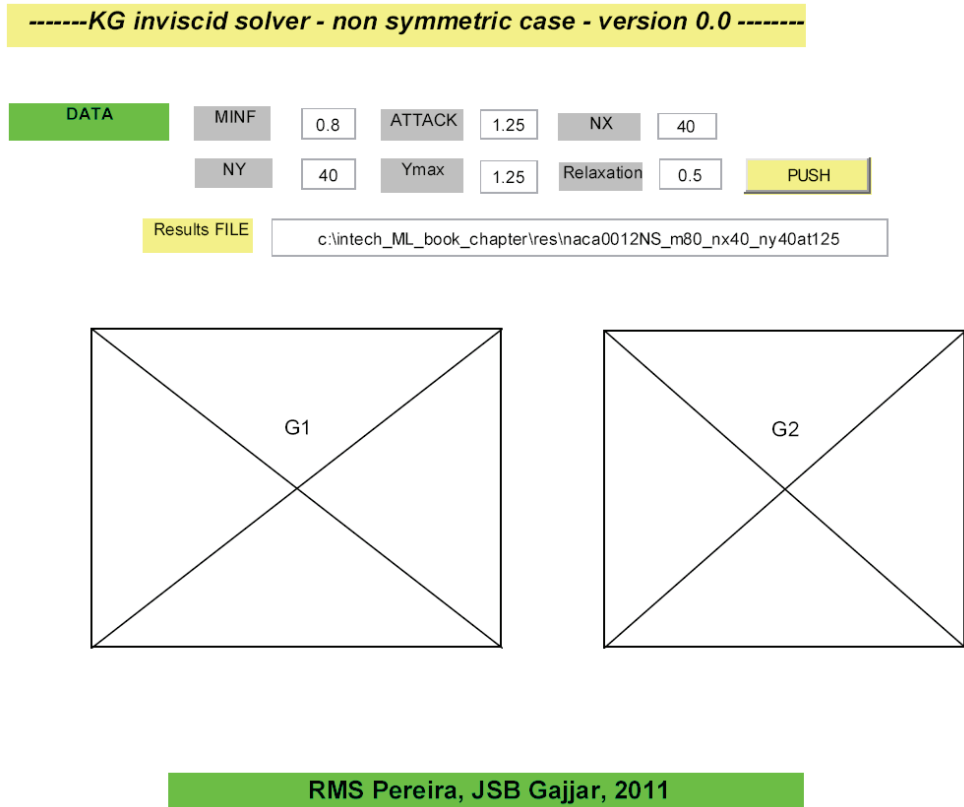 -------KG inviscid solver - non symmetric case - version 0.0 --------
DATA MINF 0.8 ATTACK 1.25 NX 40
NY 40 Ymax 1.25 Relaxation 0.5 PUSH
Results FILE c:\intech_ML_book_chapter\res\naca0012NS_m80_nx40_ny40at125
G1 G2
RMS Pereira, JSB Gajjar, 2011